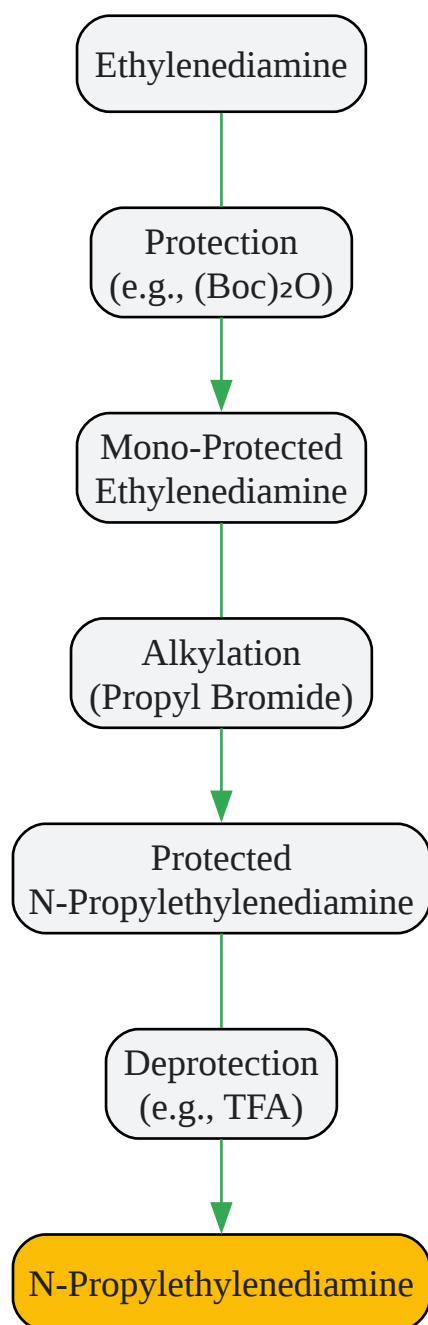 Ethylenediamine
Protection
(e.g., (Boc)₂O)
Mono-Protected
Ethylenediamine
Alkylation
(Propyl Bromide)
Protected
N-Propylethylenediamine
Deprotection
(e.g., TFA)
N-Propylethylenediamine